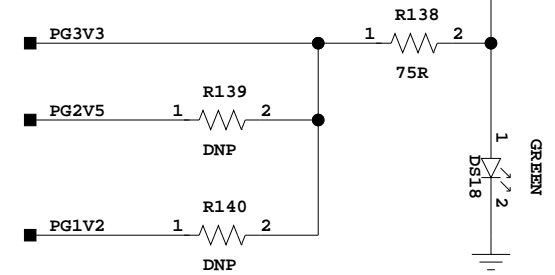 R138
PG3V3
1
2
75R
R139
PG2V5
1
2
DNP
1
GREEN
DS18
2
R140
PG1V2
1
2
DNP